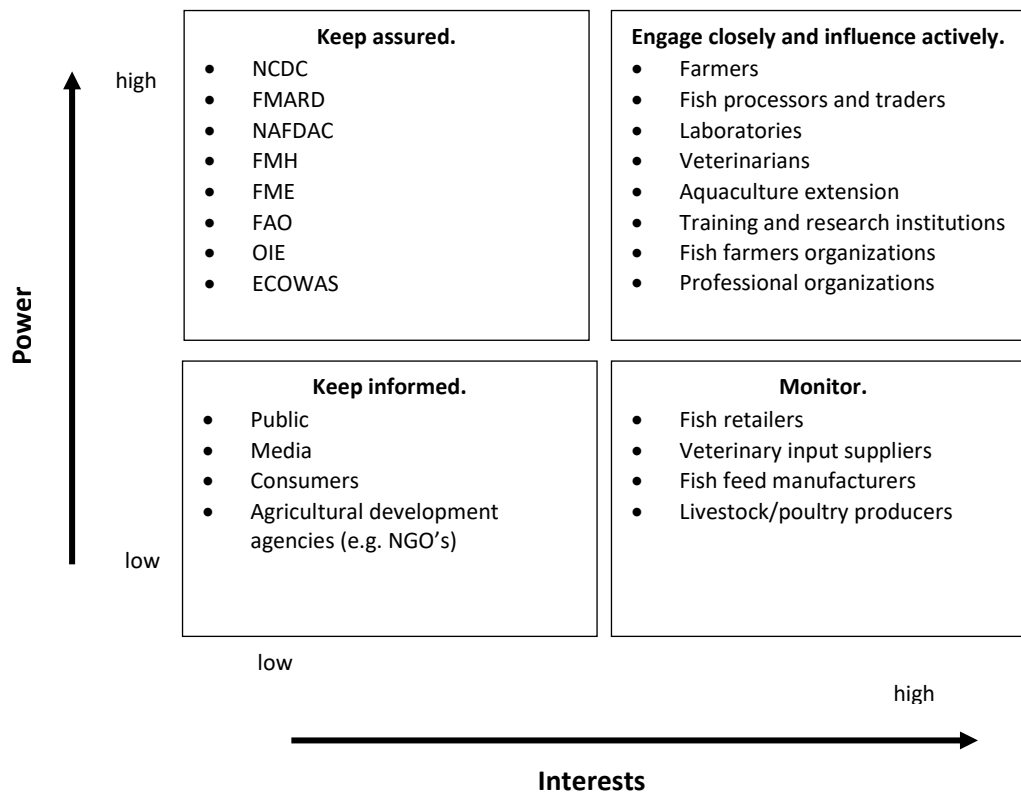 Keep assured.
• NCDC
• FMARD
• NAFDAC
• FMH
• FME
• FAO
• OIE
• ECOWAS
Engage closely and influence actively.
• Farmers
• Fish processors and traders
• Laboratories
• Veterinarians
• Aquaculture extension
• Training and research institutions
• Fish farmers organizations
• Professional organizations
high
Power
Keep informed.
• Public
• Media
• Consumers
• Agricultural development
agencies (e.g. NGO’s)
Monitor.
• Fish retailers
• Veterinary input suppliers
• Fish feed manufacturers
• Livestock/poultry producers
low
low
high
Interests